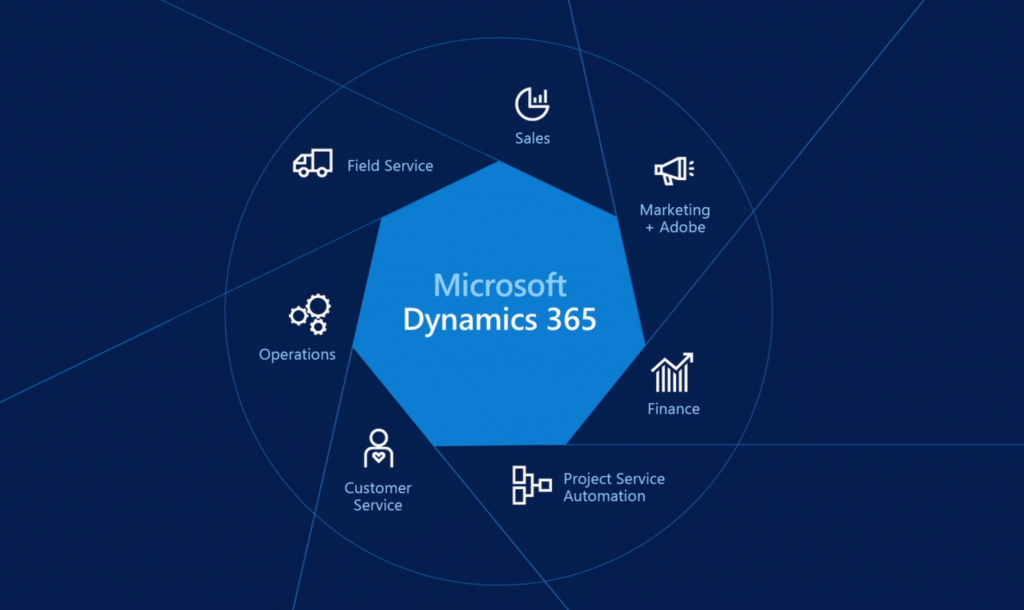 Sales
Field Service
Marketing
+ Adobe
Microsoft
Dynamics 365
Operations
Finance
Customer
Service
Project Service
Automation